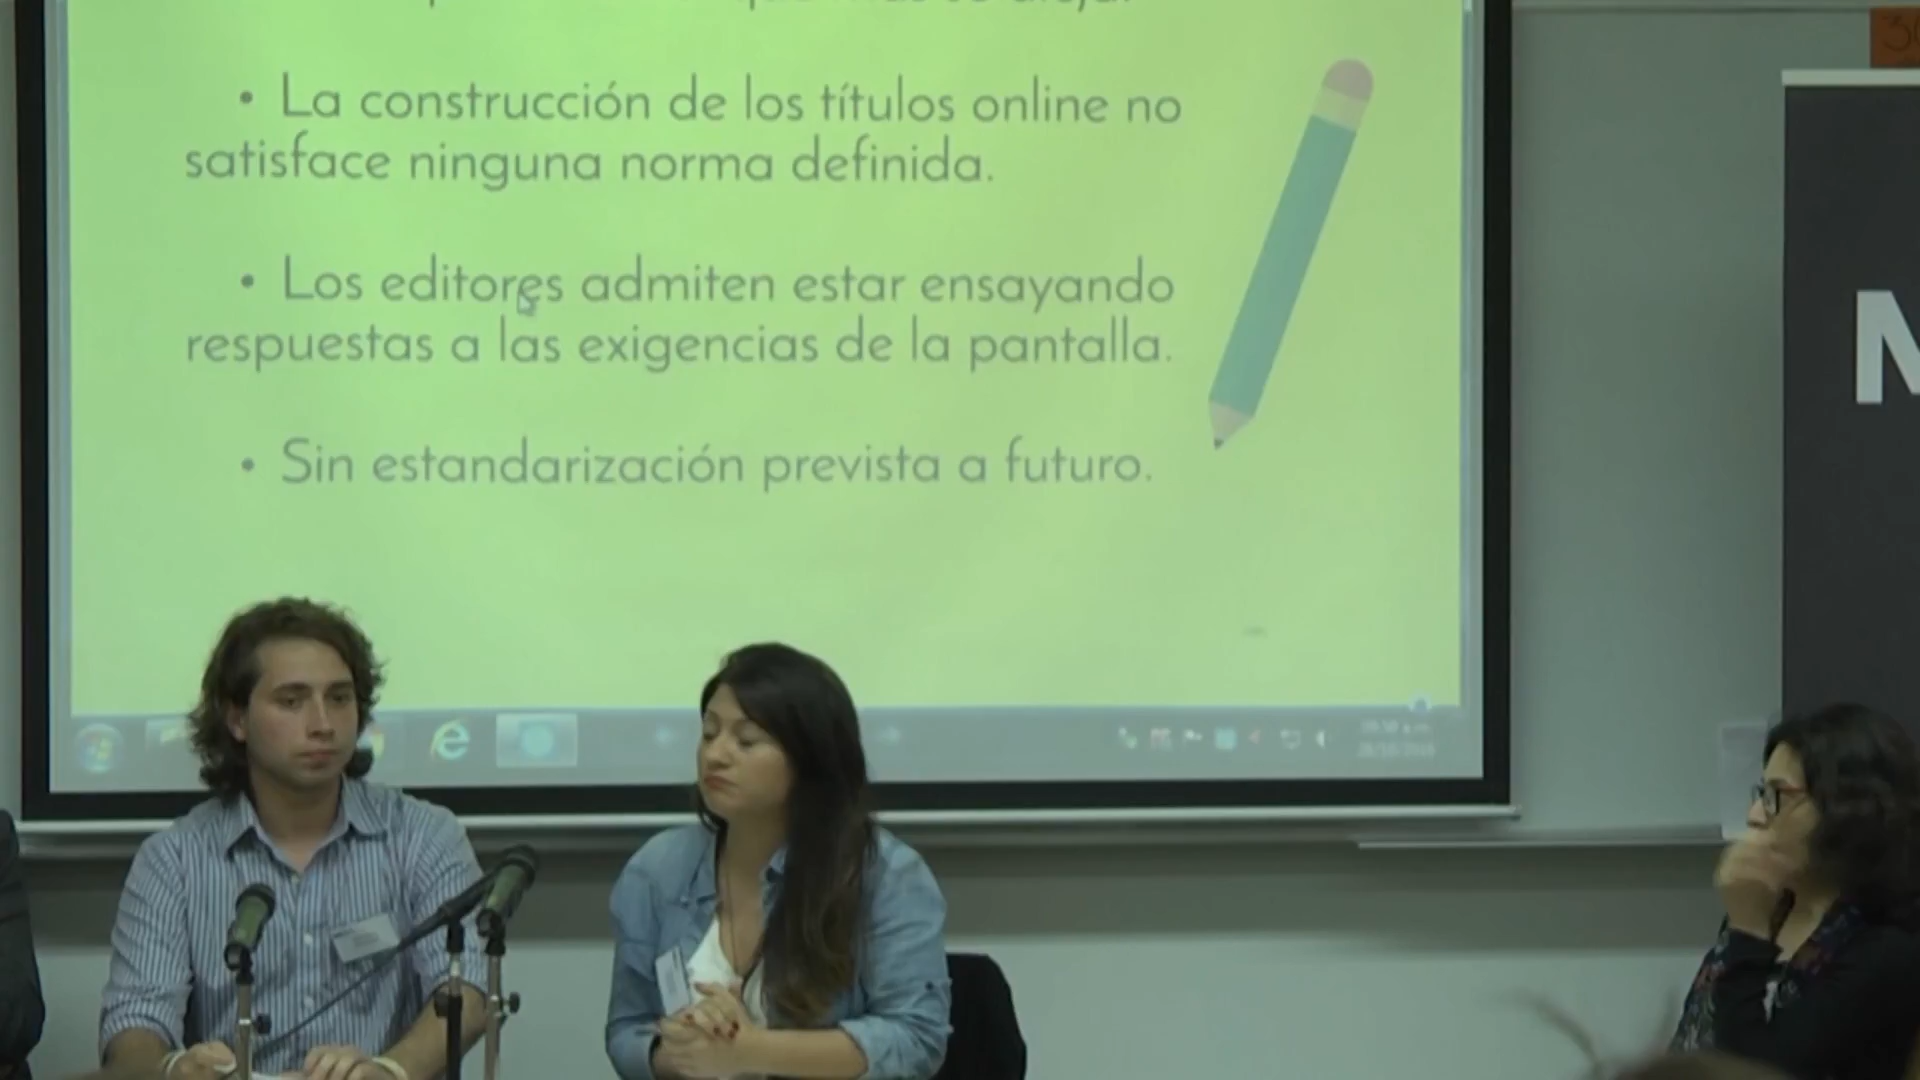 • La construcción de los títulos online no
satisface ninguna norma definida.
• Los editores admiten estar ensayando
respuestas a las exigencias de la pantalla.
• Sin estandarización prevista a futuro.